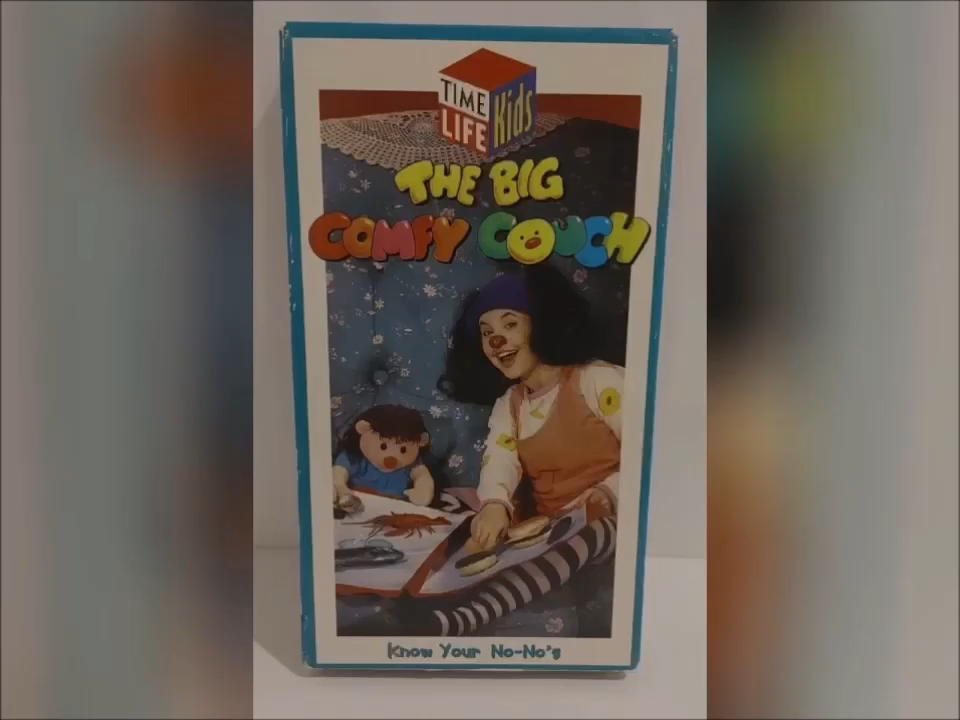 TIME
LIFE
Kids
THE BIG
COMFY COUCH
Know Your No-No's